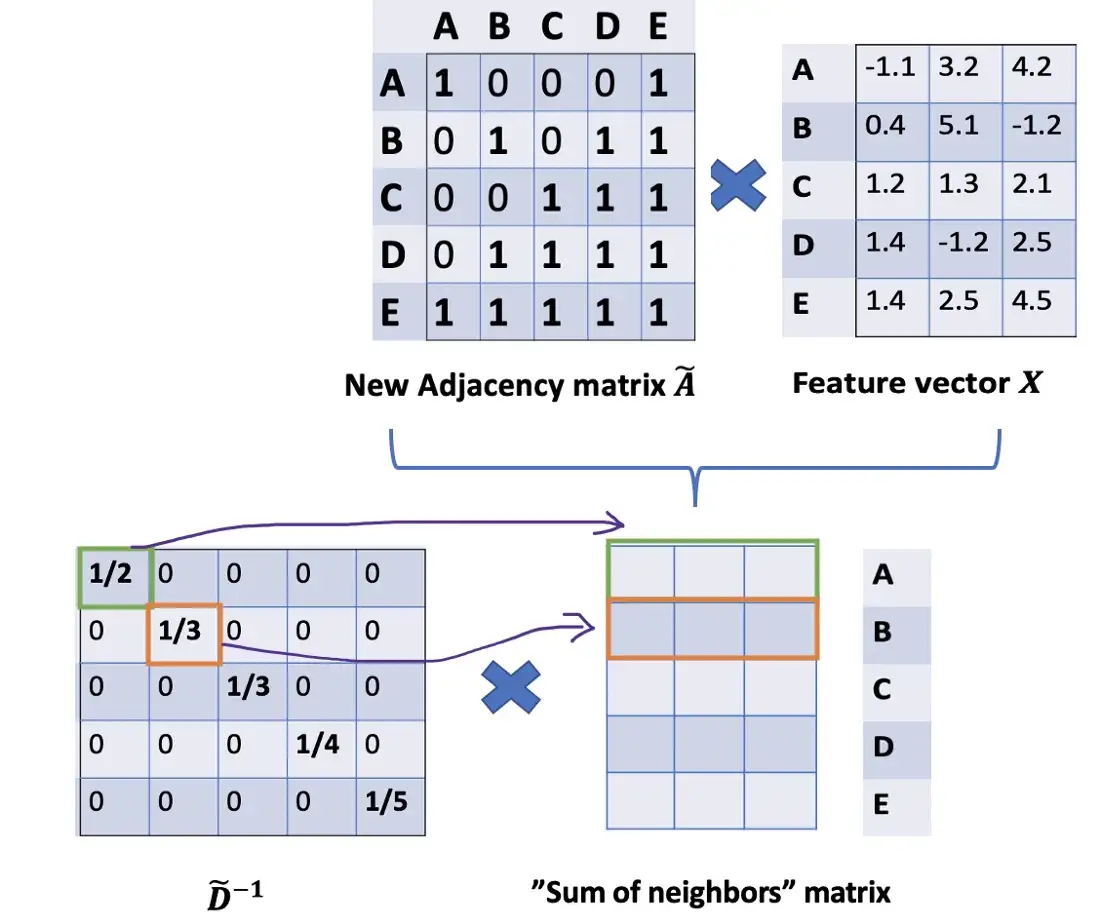 A B C D E
A 1 0 0 0 1
B 0 1 0 1 1
C 0 0 1 1 1
D 0 1 1 1 1
E 1 1 1 1 1
New Adjacency matrix Ã
A -1.1 3.2 4.2
B 0.4 5.1 -1.2
C 1.2 1.3 2.1
D 1.4 -1.2 2.5
E 1.4 2.5 4.5
Feature vector X
1/2 0 0 0 0
0 1/3 0 0 0
0 0 1/3 0 0
0 0 0 1/4 0
0 0 0 0 1/5
D̃⁻¹
A
B
C
D
E
”Sum of neighbors” matrix